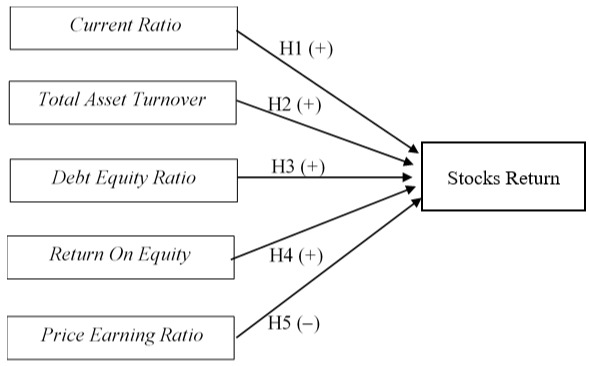 Current Ratio
H1 (+)
Total Asset Turnover
H2 (+)
Debt Equity Ratio
H3 (+)
Stocks Return
Return On Equity
H4 (+)
Price Earning Ratio
H5 (−)